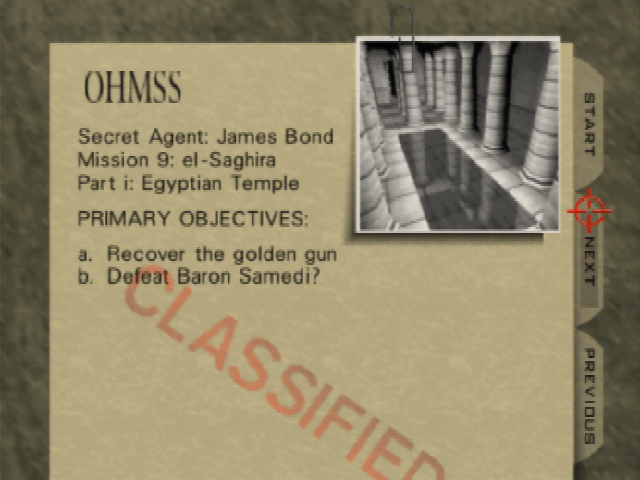 OHMSS
Secret Agent: James Bond
Mission 9: el-Saghira
Part i: Egyptian Temple
PRIMARY OBJECTIVES:
a. Recover the golden gun
b. Defeat Baron Samedi?
CLASSIFIED
START
NEXT
PREVIOUS